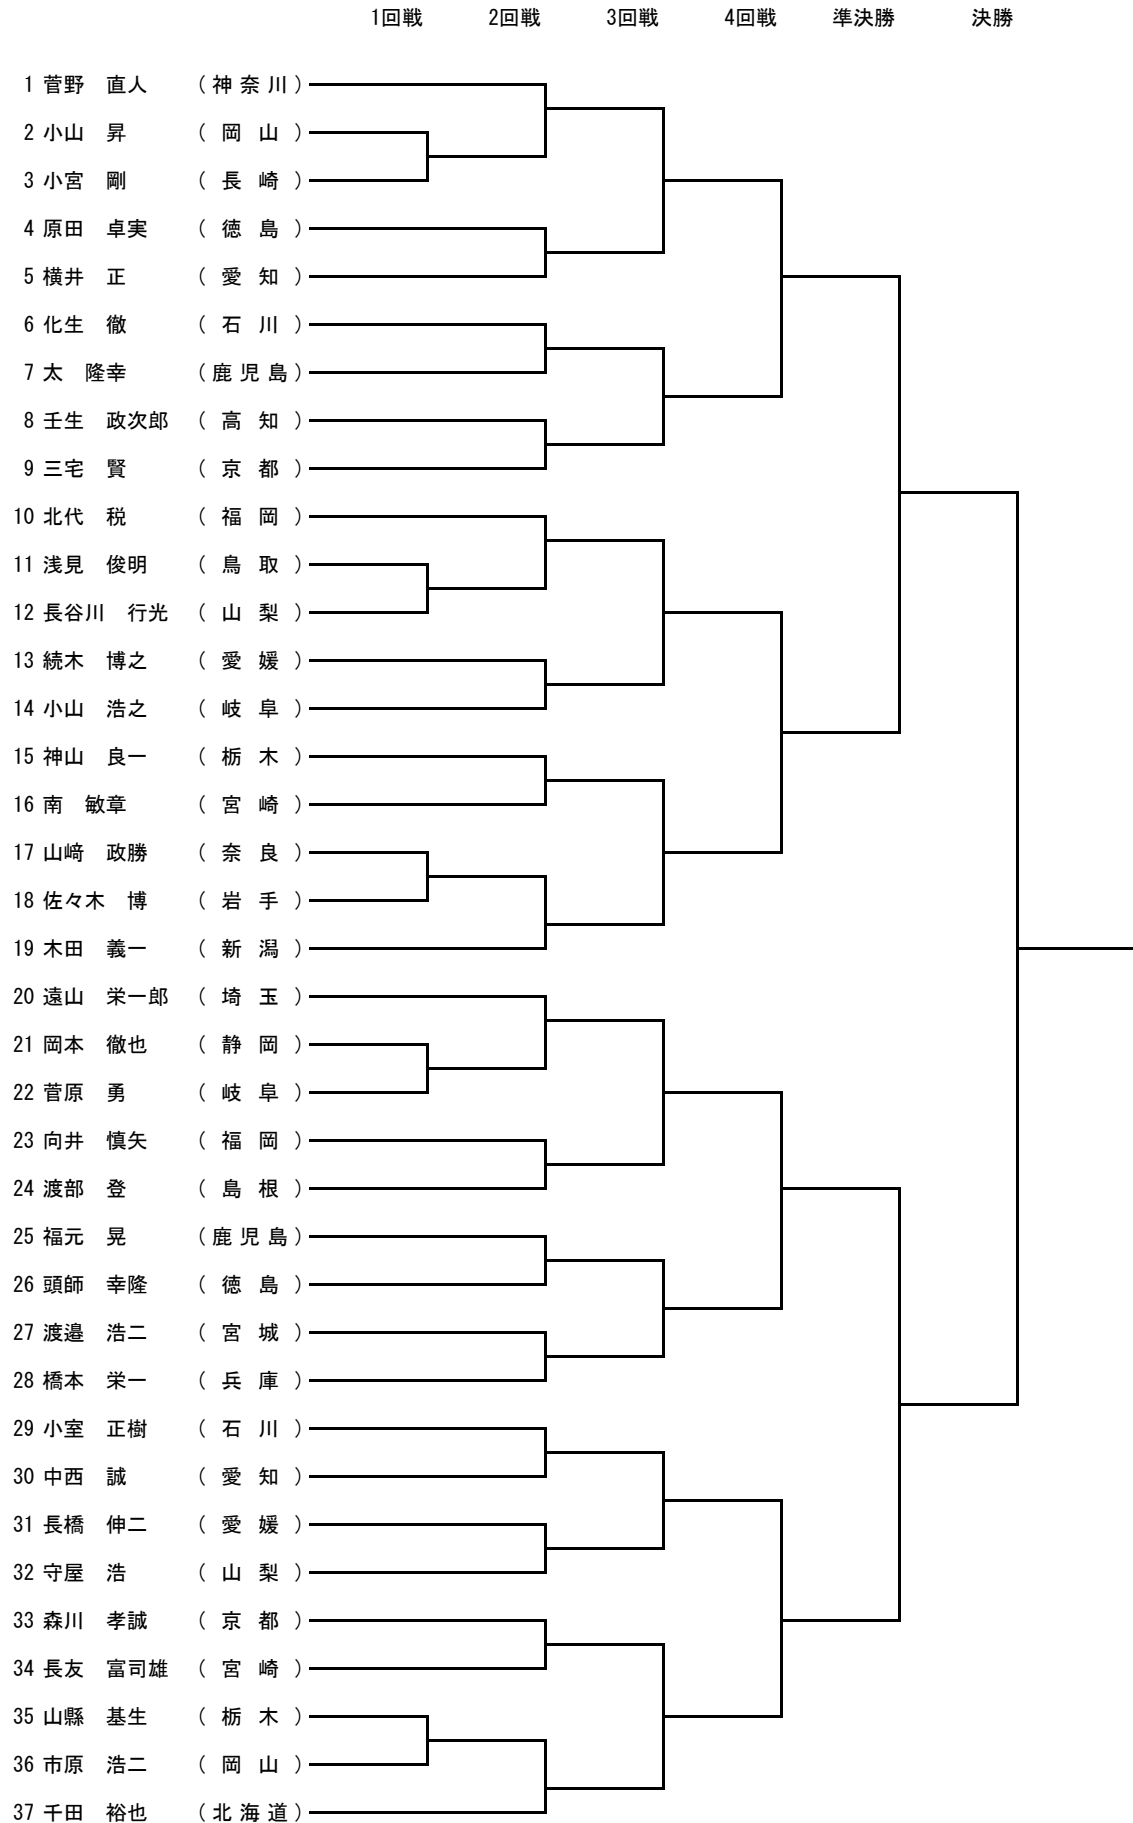 1回戦 2回戦 3回戦 4回戦 準決勝 決勝
1 菅野 直人 (神奈川)
2 小山 昇 (岡山)
3 小宮 剛 (長崎)
4 原田 卓実 (徳島)
5 横井 正 (愛知)
6 化生 徹 (石川)
7 太 隆幸 (鹿児島)
8 壬生 政次郎 (高知)
9 三宅 賢 (京都)
10 北代 税 (福岡)
11 浅見 俊明 (鳥取)
12 長谷川 行光 (山梨)
13 続木 博之 (愛媛)
14 小山 浩之 (岐阜)
15 神山 良一 (栃木)
16 南 敏章 (宮崎)
17 山﨑 政勝 (奈良)
18 佐々木 博 (岩手)
19 木田 義一 (新潟)
20 遠山 栄一郎 (埼玉)
21 岡本 徹也 (静岡)
22 菅原 勇 (岐阜)
23 向井 慎矢 (福岡)
24 渡部 登 (島根)
25 福元 晃 (鹿児島)
26 頭師 幸隆 (徳島)
27 渡邉 浩二 (宮城)
28 橋本 栄一 (兵庫)
29 小室 正樹 (石川)
30 中西 誠 (愛知)
31 長橋 伸二 (愛媛)
32 守屋 浩 (山梨)
33 森川 孝誠 (京都)
34 長友 富司雄 (宮崎)
35 山縣 基生 (栃木)
36 市原 浩二 (岡山)
37 千田 裕也 (北海道)